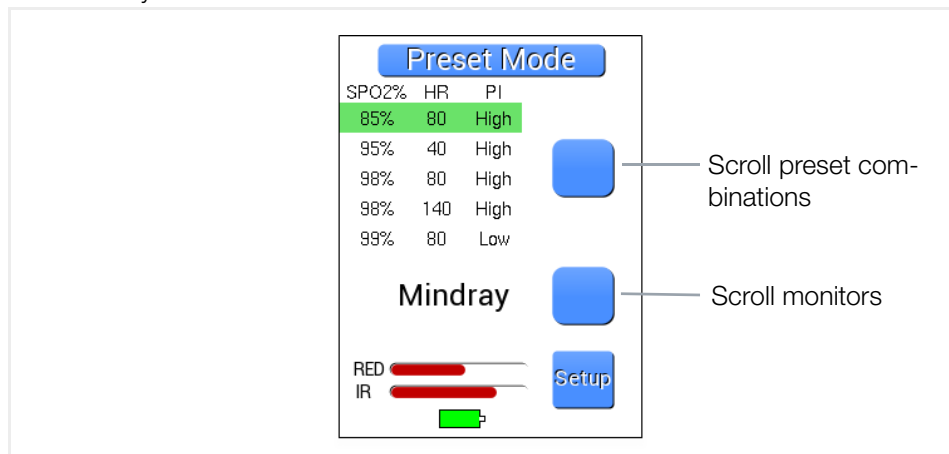 Preset Mode
SPO2% HR PI
85% 80 High
95% 40 High
98% 80 High
98% 140 High
99% 80 Low
Scroll preset com-
binations
Mindray
Scroll monitors
RED
IR
Setup